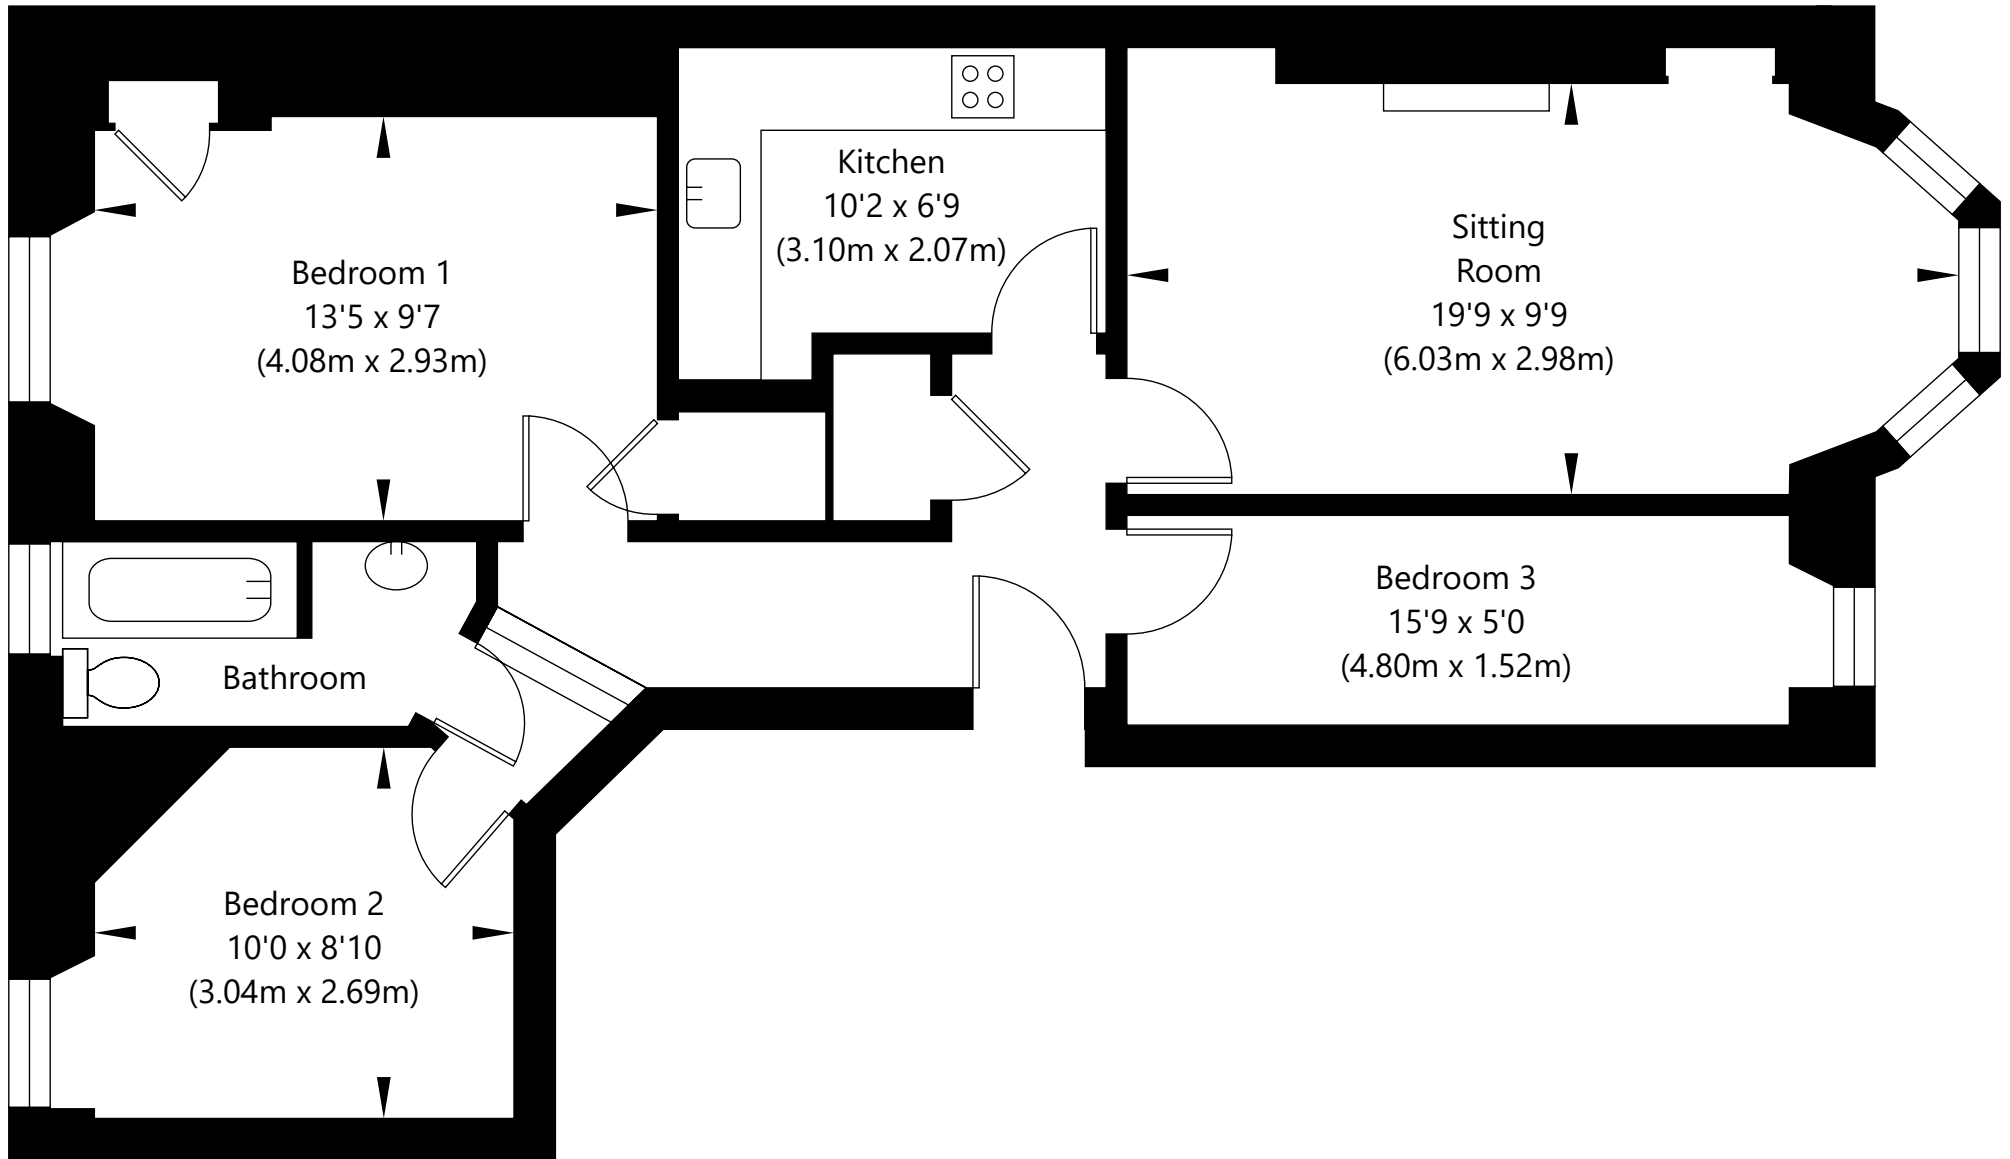 Kitchen
10'2 x 6'9
(3.10m x 2.07m)
Sitting
Room
19'9 x 9'9
(6.03m x 2.98m)
Bedroom 1
13'5 x 9'7
(4.08m x 2.93m)
Bedroom 3
15'9 x 5'0
(4.80m x 1.52m)
Bathroom
Bedroom 2
10'0 x 8'10
(3.04m x 2.69m)